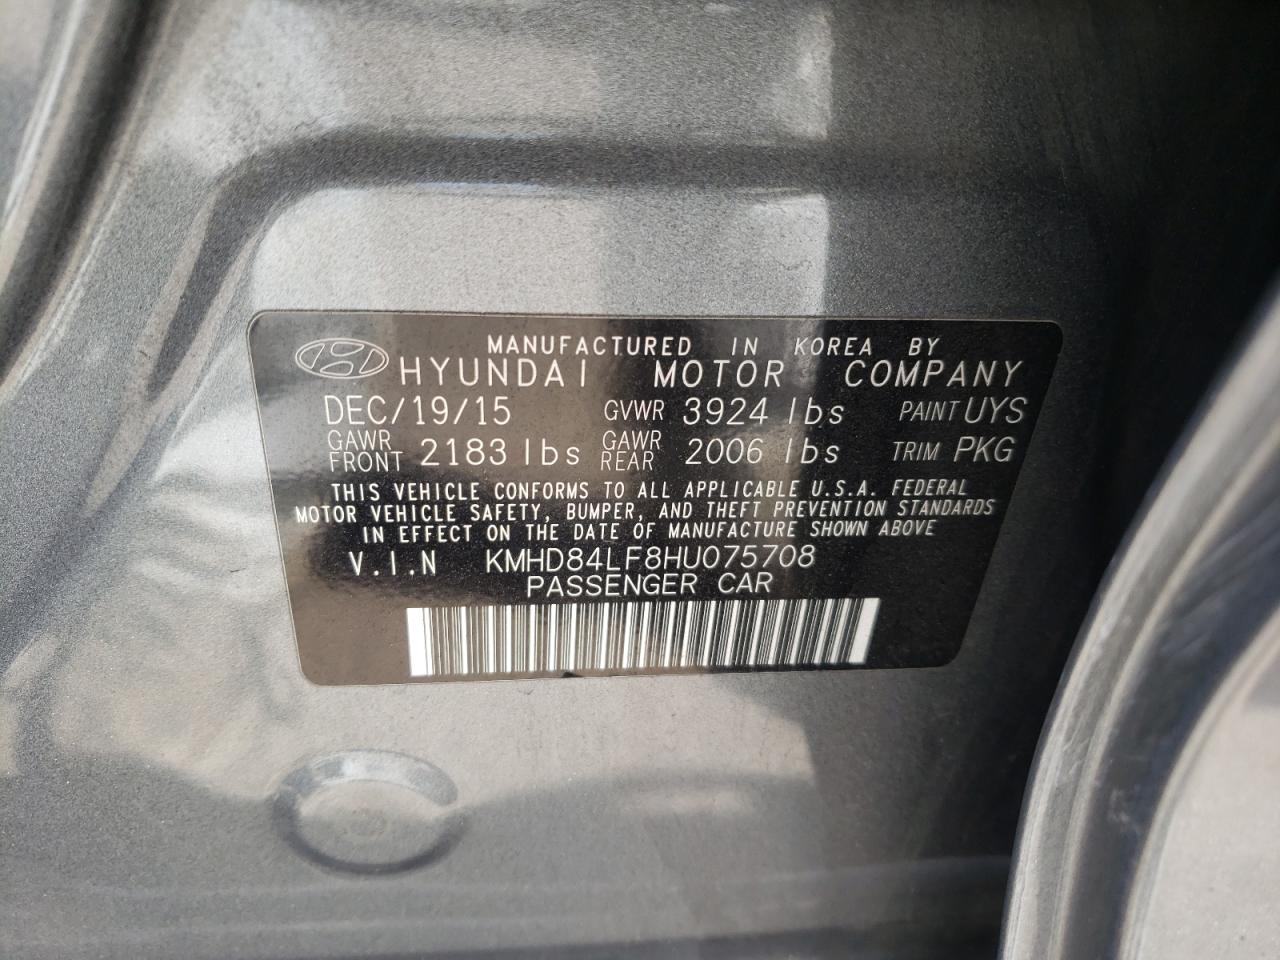 MANUFACTURED IN KOREA BY
HYUNDAI MOTOR COMPANY
DEC/19/15 GVWR 3924 lbs PAINT UYS
GAWR FRONT 2183 lbs GAWR REAR 2006 lbs TRIM PKG
THIS VEHICLE CONFORMS TO ALL APPLICABLE U.S.A. FEDERAL
MOTOR VEHICLE SAFETY, BUMPER, AND THEFT PREVENTION STANDARDS
IN EFFECT ON THE DATE OF MANUFACTURE SHOWN ABOVE
V.I.N KMHD84LF8HU075708
PASSENGER CAR